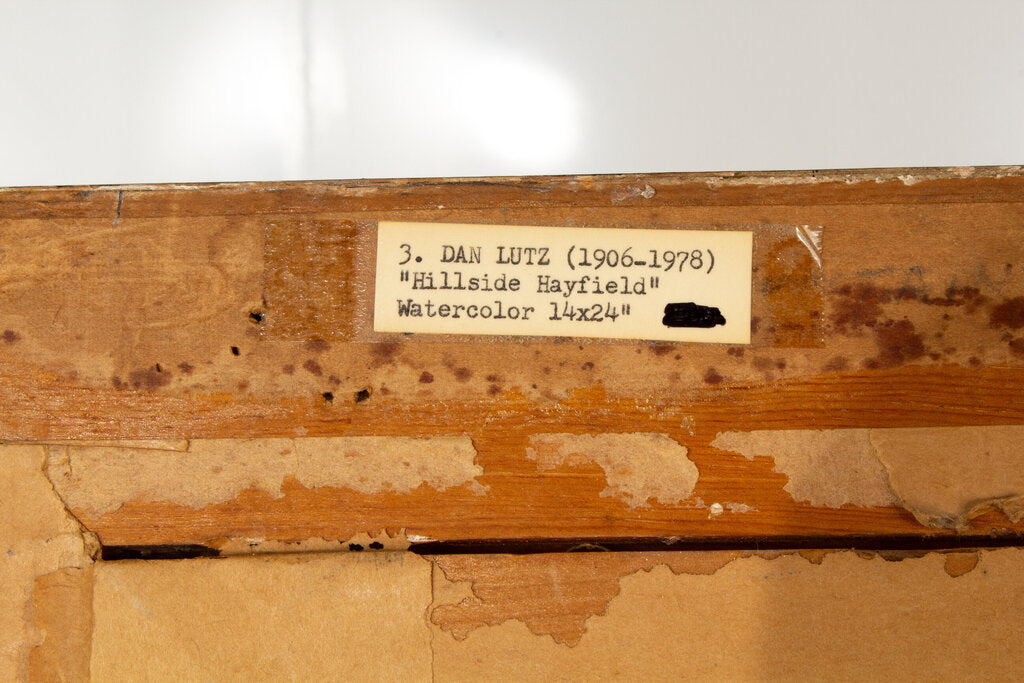 3. DAN LUTZ (1906-1978)
"Hillside Hayfield"
Watercolor 14x24"